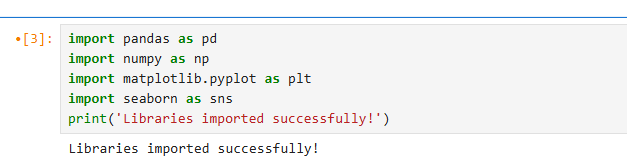 •[3]:
import pandas as pd
import numpy as np
import matplotlib.pyplot as plt
import seaborn as sns
print('Libraries imported successfully!')
Libraries imported successfully!